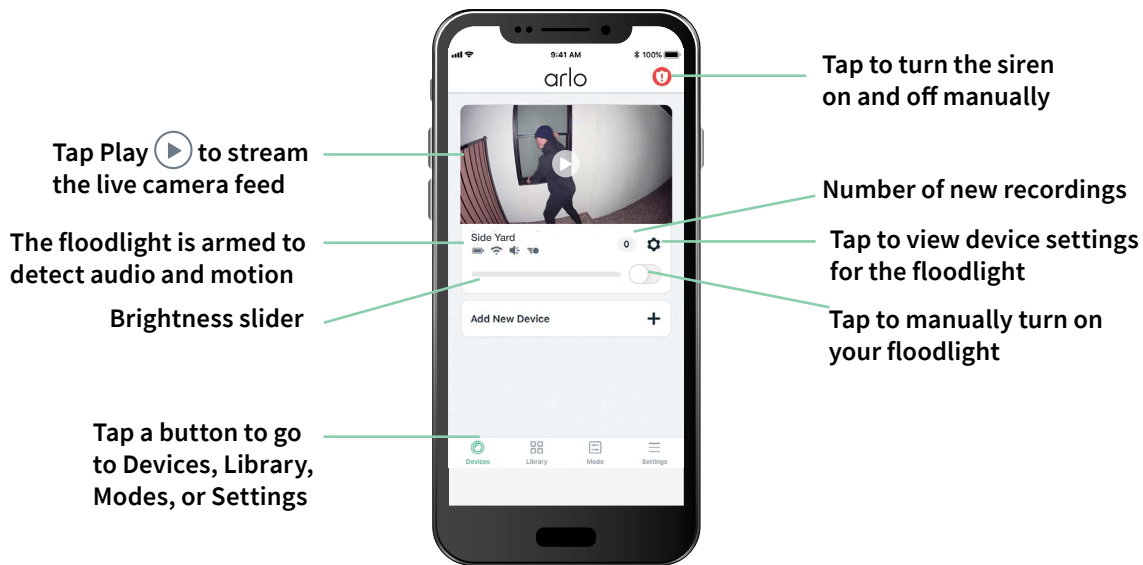 9:41 AM
100%
arlo
Tap to turn the siren
on and off manually
Tap Play to stream
the live camera feed
Number of new recordings
The floodlight is armed to
detect audio and motion
Side Yard
0
Tap to view device settings
for the floodlight
Brightness slider
Tap to manually turn on
your floodlight
Add New Device
Tap a button to go
to Devices, Library,
Modes, or Settings
Devices
Library
Mode
Settings